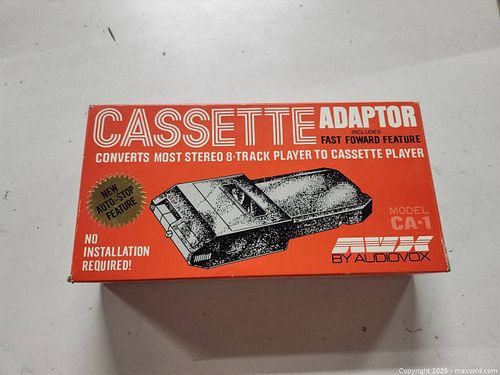 CASSETTE ADAPTOR
INCLUDES
FAST FOWARD FEATURE
CONVERTS MOST STEREO 8-TRACK PLAYER TO CASSETTE PLAYER
NEW
AUTO-STOP
FEATURE
NO
INSTALLATION
REQUIRED!
MODEL
CA-1
AVX
BY AUDIOVOX
Copyright 2025 - maxsold.com